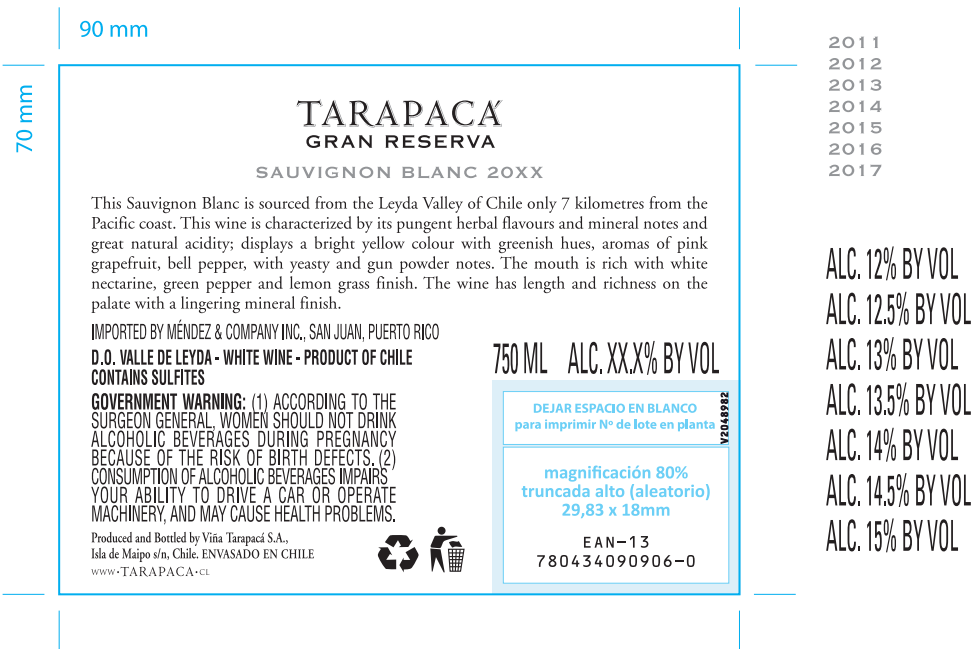 90 mm
70 mm
TARAPACÁ
GRAN RESERVA
SAUVIGNON BLANC 20XX
This Sauvignon Blanc is sourced from the Leyda Valley of Chile only 7 kilometres from the
Pacific coast. This wine is characterized by its pungent herbal flavours and mineral notes and
great natural acidity; displays a bright yellow colour with greenish hues, aromas of pink
grapefruit, bell pepper, with yeasty and gun powder notes. The mouth is rich with white
nectarine, green pepper and lemon grass finish. The wine has length and richness on the
palate with a lingering mineral finish.
IMPORTED BY MÉNDEZ & COMPANY INC., SAN JUAN, PUERTO RICO
D.O. VALLE DE LEYDA - WHITE WINE - PRODUCT OF CHILE
CONTAINS SULFITES
GOVERNMENT WARNING: (1) ACCORDING TO THE
SURGEON GENERAL, WOMEN SHOULD NOT DRINK
ALCOHOLIC BEVERAGES DURING PREGNANCY
BECAUSE OF THE RISK OF BIRTH DEFECTS. (2)
CONSUMPTION OF ALCOHOLIC BEVERAGES IMPAIRS
YOUR ABILITY TO DRIVE A CAR OR OPERATE
MACHINERY, AND MAY CAUSE HEALTH PROBLEMS.
Produced and Bottled by Viña Tarapacá S.A.,
Isla de Maipo s/n, Chile. ENVASADO EN CHILE
WWW•TARAPACA•CL
750 ML ALC. XX.X% BY VOL
DEJAR ESPACIO EN BLANCO
para imprimir Nº de lote en planta
V2048982
magnificación 80%
truncada alto (aleatorio)
29,83 x 18mm
EAN-13
780434090906-0
2011
2012
2013
2014
2015
2016
2017
ALC. 12% BY VOL
ALC. 12.5% BY VOL
ALC. 13% BY VOL
ALC. 13.5% BY VOL
ALC. 14% BY VOL
ALC. 14.5% BY VOL
ALC. 15% BY VOL